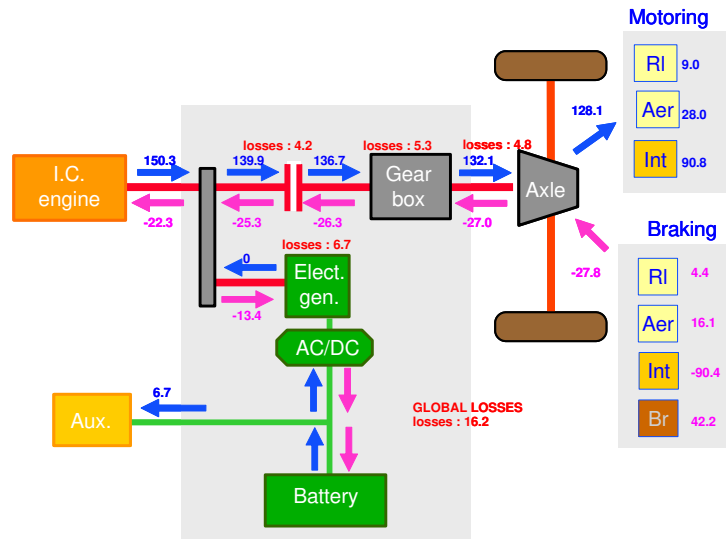 Motoring
Rl 9.0
Aer 28.0
Int 90.8
128.1
losses : 4.2
losses : 5.3
losses : 4.8
150.3
139.9
136.7
132.1
I.C.
engine
Gear
box
Axle
-22.3
-25.3
-26.3
-27.0
Braking
-27.8
Rl 4.4
Aer 16.1
Int -90.4
Br 42.2
losses : 6.7
0
Elect.
gen.
-13.4
AC/DC
6.7
Aux.
GLOBAL LOSSES
losses : 16.2
Battery